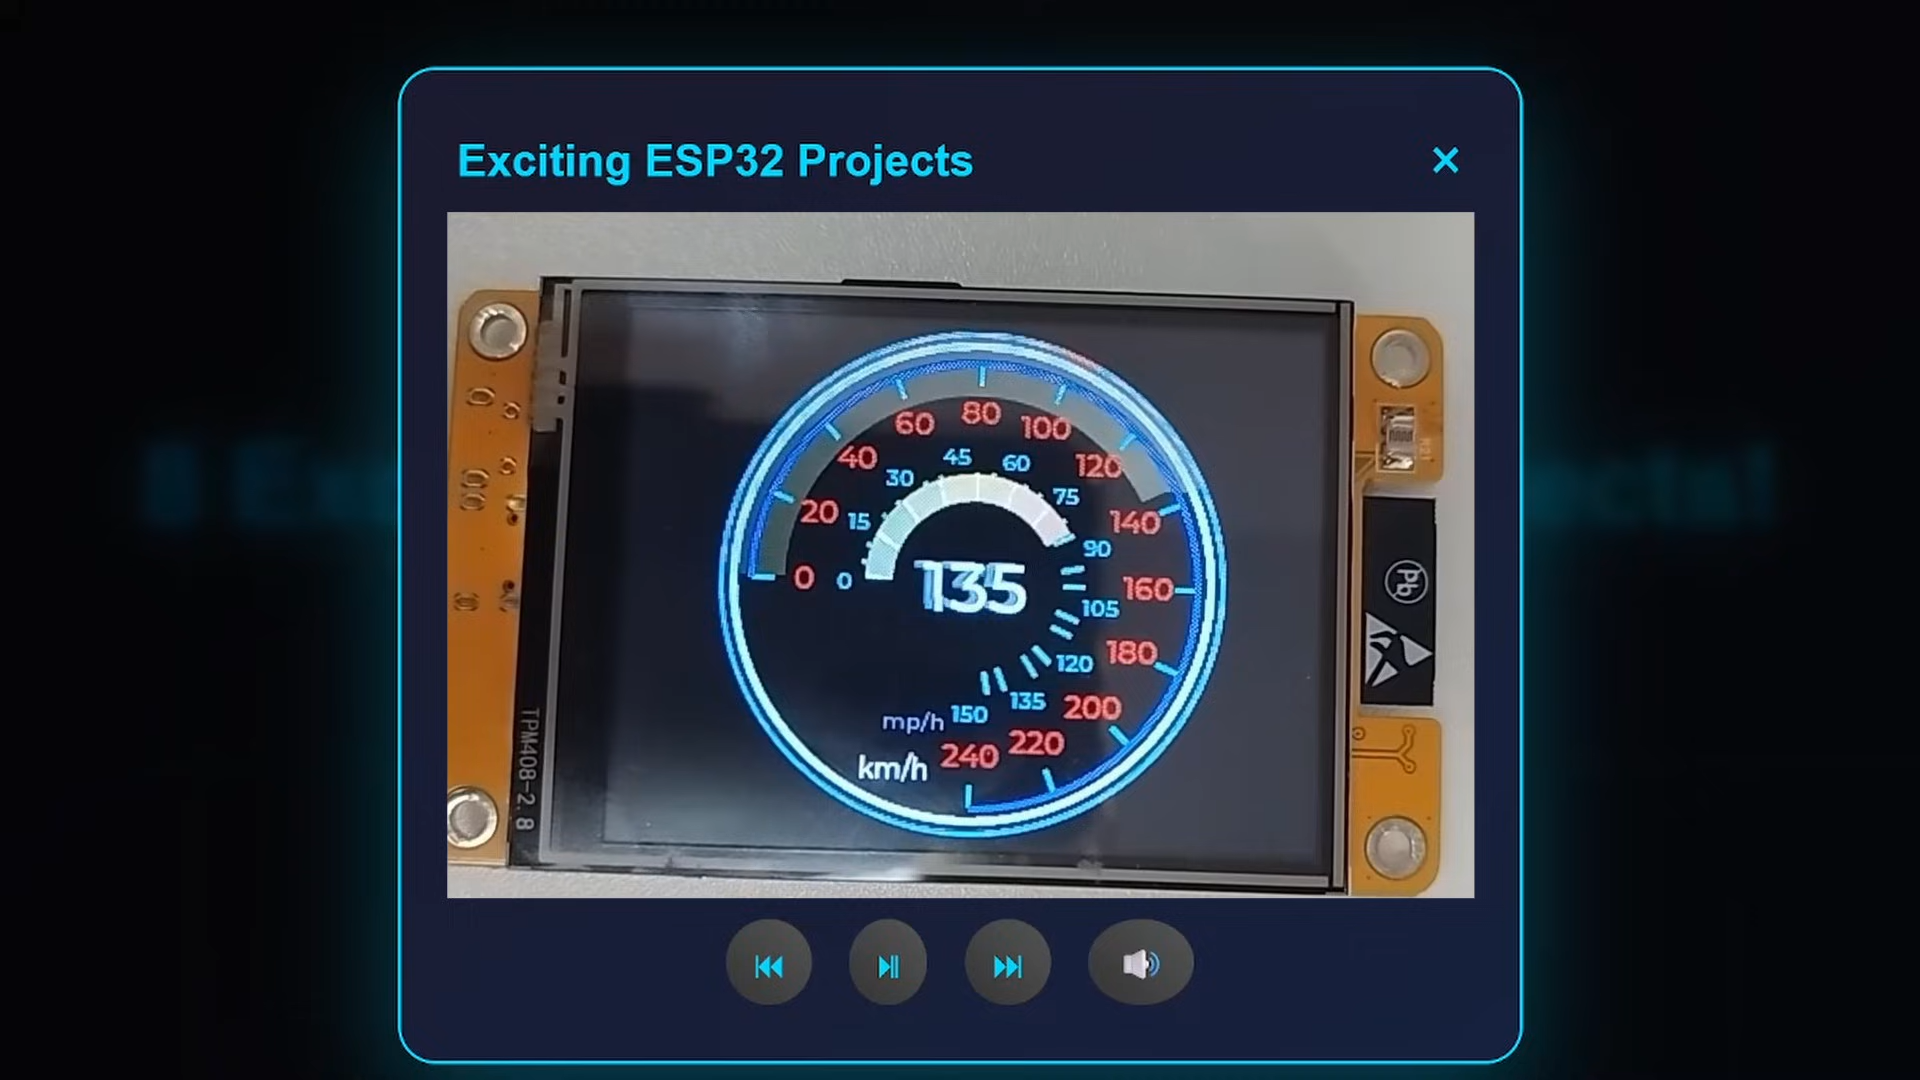 Exciting ESP32 Projects
×
60 80 100
40 45 60 120
30 75
20 15 140
90
0 0 135 160
105
120 180
135 200
mp/h 150
km/h 240 220
TPM408-2.8
Pb